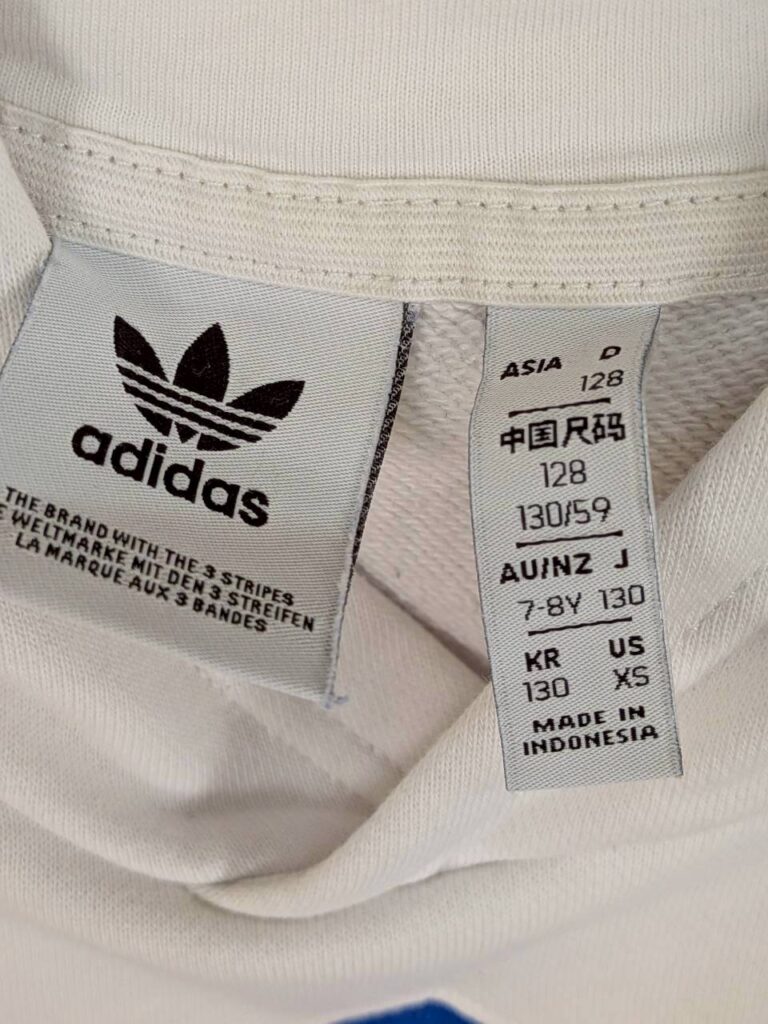 adidas
THE BRAND WITH THE 3 STRIPES
WELTMARKE MIT DEN 3 STREIFEN
LA MARQUE AUX 3 BANDES
ASIA D
128
中国尺码
128
130/59
AU/NZ J
7-8Y 130
KR US
130 XS
MADE IN
INDONESIA